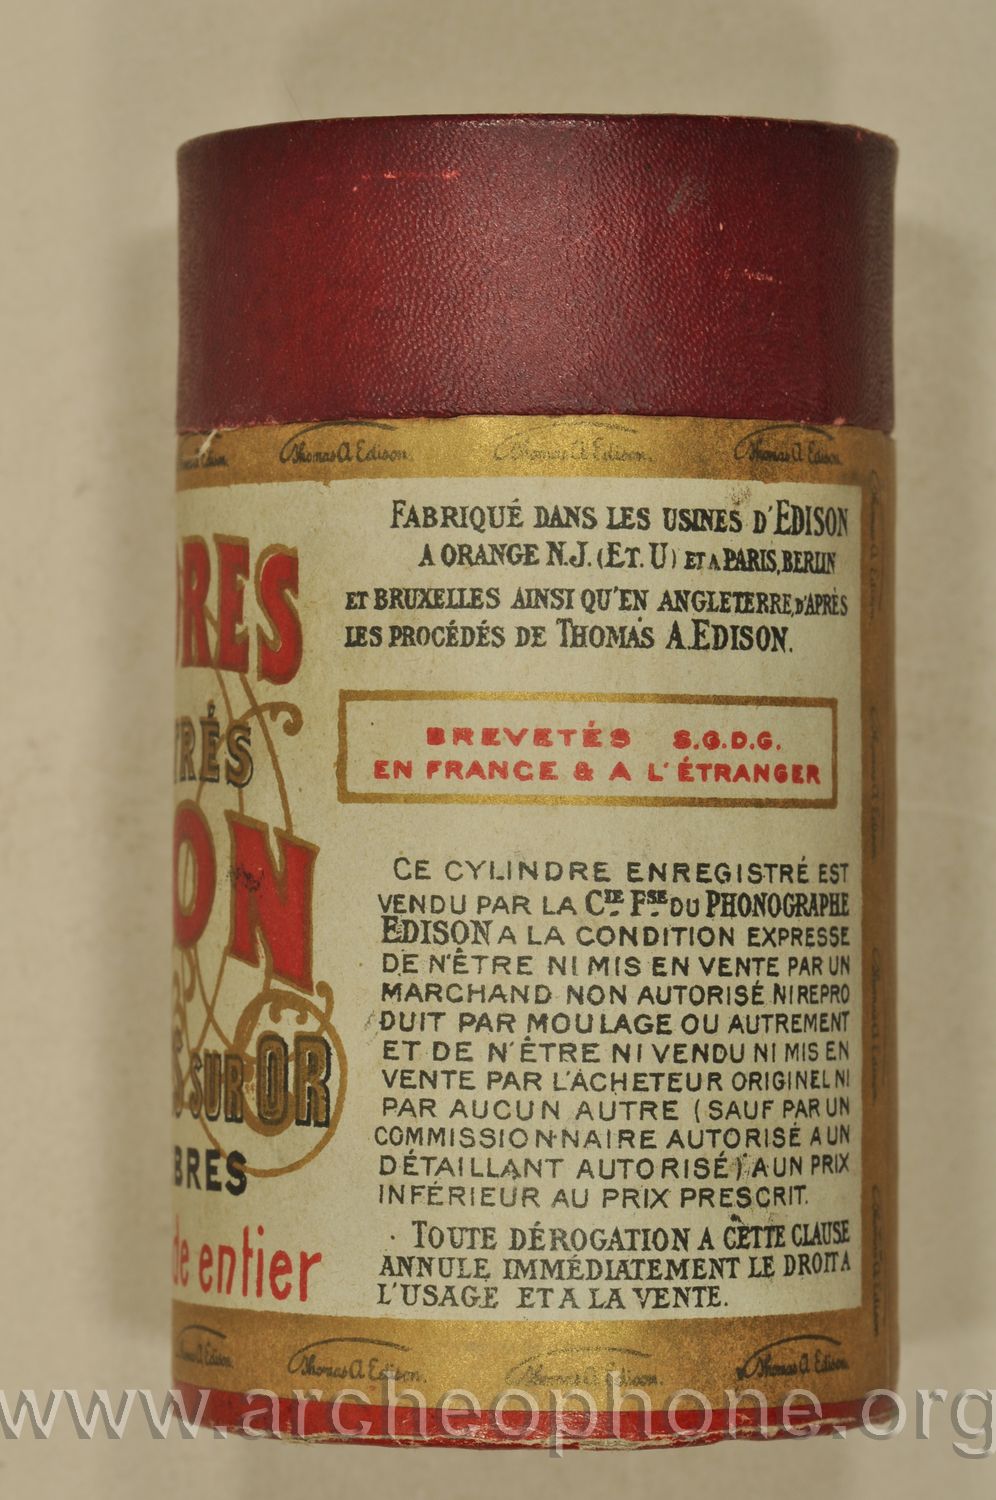 Thomas A Edison. Thomas A Edison. Thomas A Edison.
FABRIQUÉ DANS LES USINES D'EDISON
A ORANGE N.J. (ET. U) ET A PARIS, BERLIN
ET BRUXELLES AINSI QU'EN ANGLETERRE, D'APRÈS
LES PROCÉDÉS DE THOMAS A. EDISON.
BREVETÉS S.G.D.G.
EN FRANCE & A L'ÉTRANGER
CE CYLINDRE ENREGISTRÉ EST
VENDU PAR LA CIE. FSE. DU PHONOGRAPHE
EDISON A LA CONDITION EXPRESSE
DE N'ÊTRE NI MIS EN VENTE PAR UN
MARCHAND NON AUTORISÉ NI REPRO
DUIT PAR MOULAGE OU AUTREMENT
ET DE N'ÊTRE NI VENDU NI MIS EN
VENTE PAR L'ACHETEUR ORIGINEL NI
PAR AUCUN AUTRE (SAUF PAR UN
COMMISSIONNAIRE AUTORISÉ A UN
DÉTAILLANT AUTORISÉ) A UN PRIX
INFÉRIEUR AU PRIX PRESCRIT.
TOUTE DÉROGATION A CETTE CLAUSE
ANNULE IMMÉDIATEMENT LE DROIT A
L'USAGE ET A LA VENTE.
DRES
TRÉS
ON
SUR OR
BRES
de entier
Thomas A Edison. Thomas A Edison. Thomas A Edison
www.archeophone.org